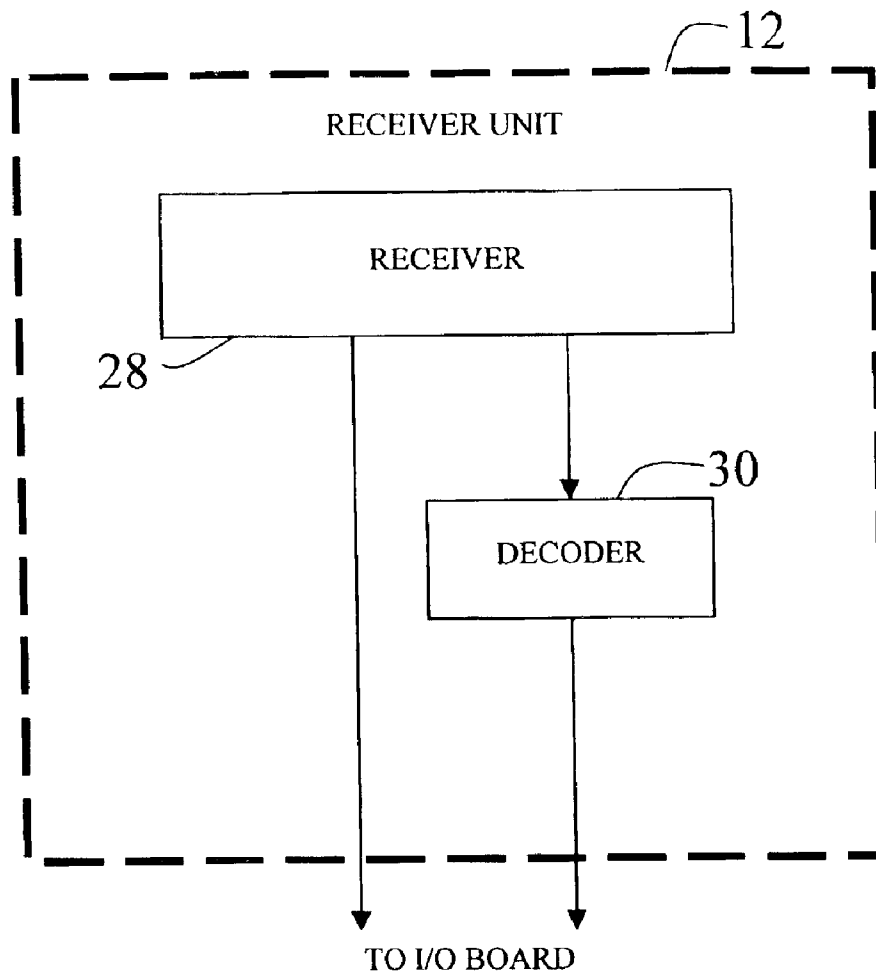 12
RECEIVER UNIT
RECEIVER
28
30
DECODER
TO I/O BOARD